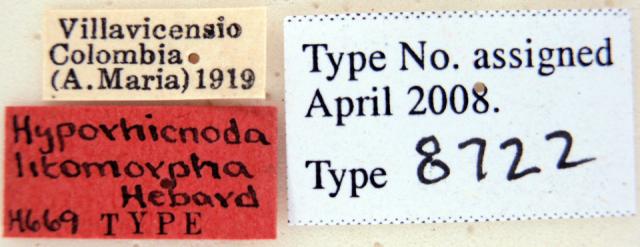 Villavicensio
Colombia
(A. Maria) 1919
Hyporhicnoda
litomorpha
Hebard
H669 TYPE
Type No. assigned
April 2008.
Type 8722